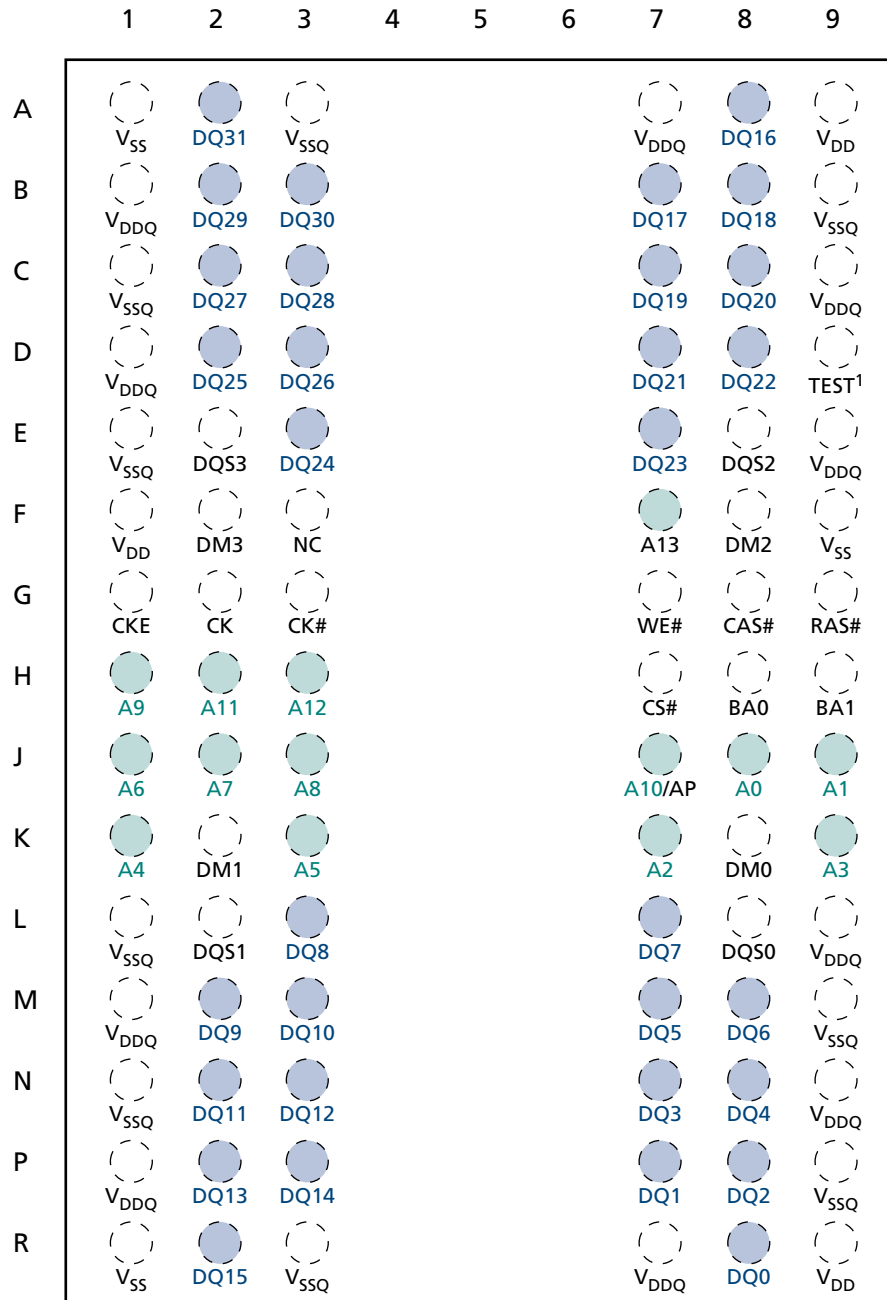 1 2 3 4 5 6 7 8 9
A
VSS DQ31 VSSQ VDDQ DQ16 VDD
B
VDDQ DQ29 DQ30 DQ17 DQ18 VSSQ
C
VSSQ DQ27 DQ28 DQ19 DQ20 VDDQ
D
VDDQ DQ25 DQ26 DQ21 DQ22 TEST1
E
VSSQ DQS3 DQ24 DQ23 DQS2 VDDQ
F
VDD DM3 NC A13 DM2 VSS
G
CKE CK CK# WE# CAS# RAS#
H
A9 A11 A12 CS# BA0 BA1
J
A6 A7 A8 A10/AP A0 A1
K
A4 DM1 A5 A2 DM0 A3
L
VSSQ DQS1 DQ8 DQ7 DQS0 VDDQ
M
VDDQ DQ9 DQ10 DQ5 DQ6 VSSQ
N
VSSQ DQ11 DQ12 DQ3 DQ4 VDDQ
P
VDDQ DQ13 DQ14 DQ1 DQ2 VSSQ
R
VSS DQ15 VSSQ VDDQ DQ0 VDD